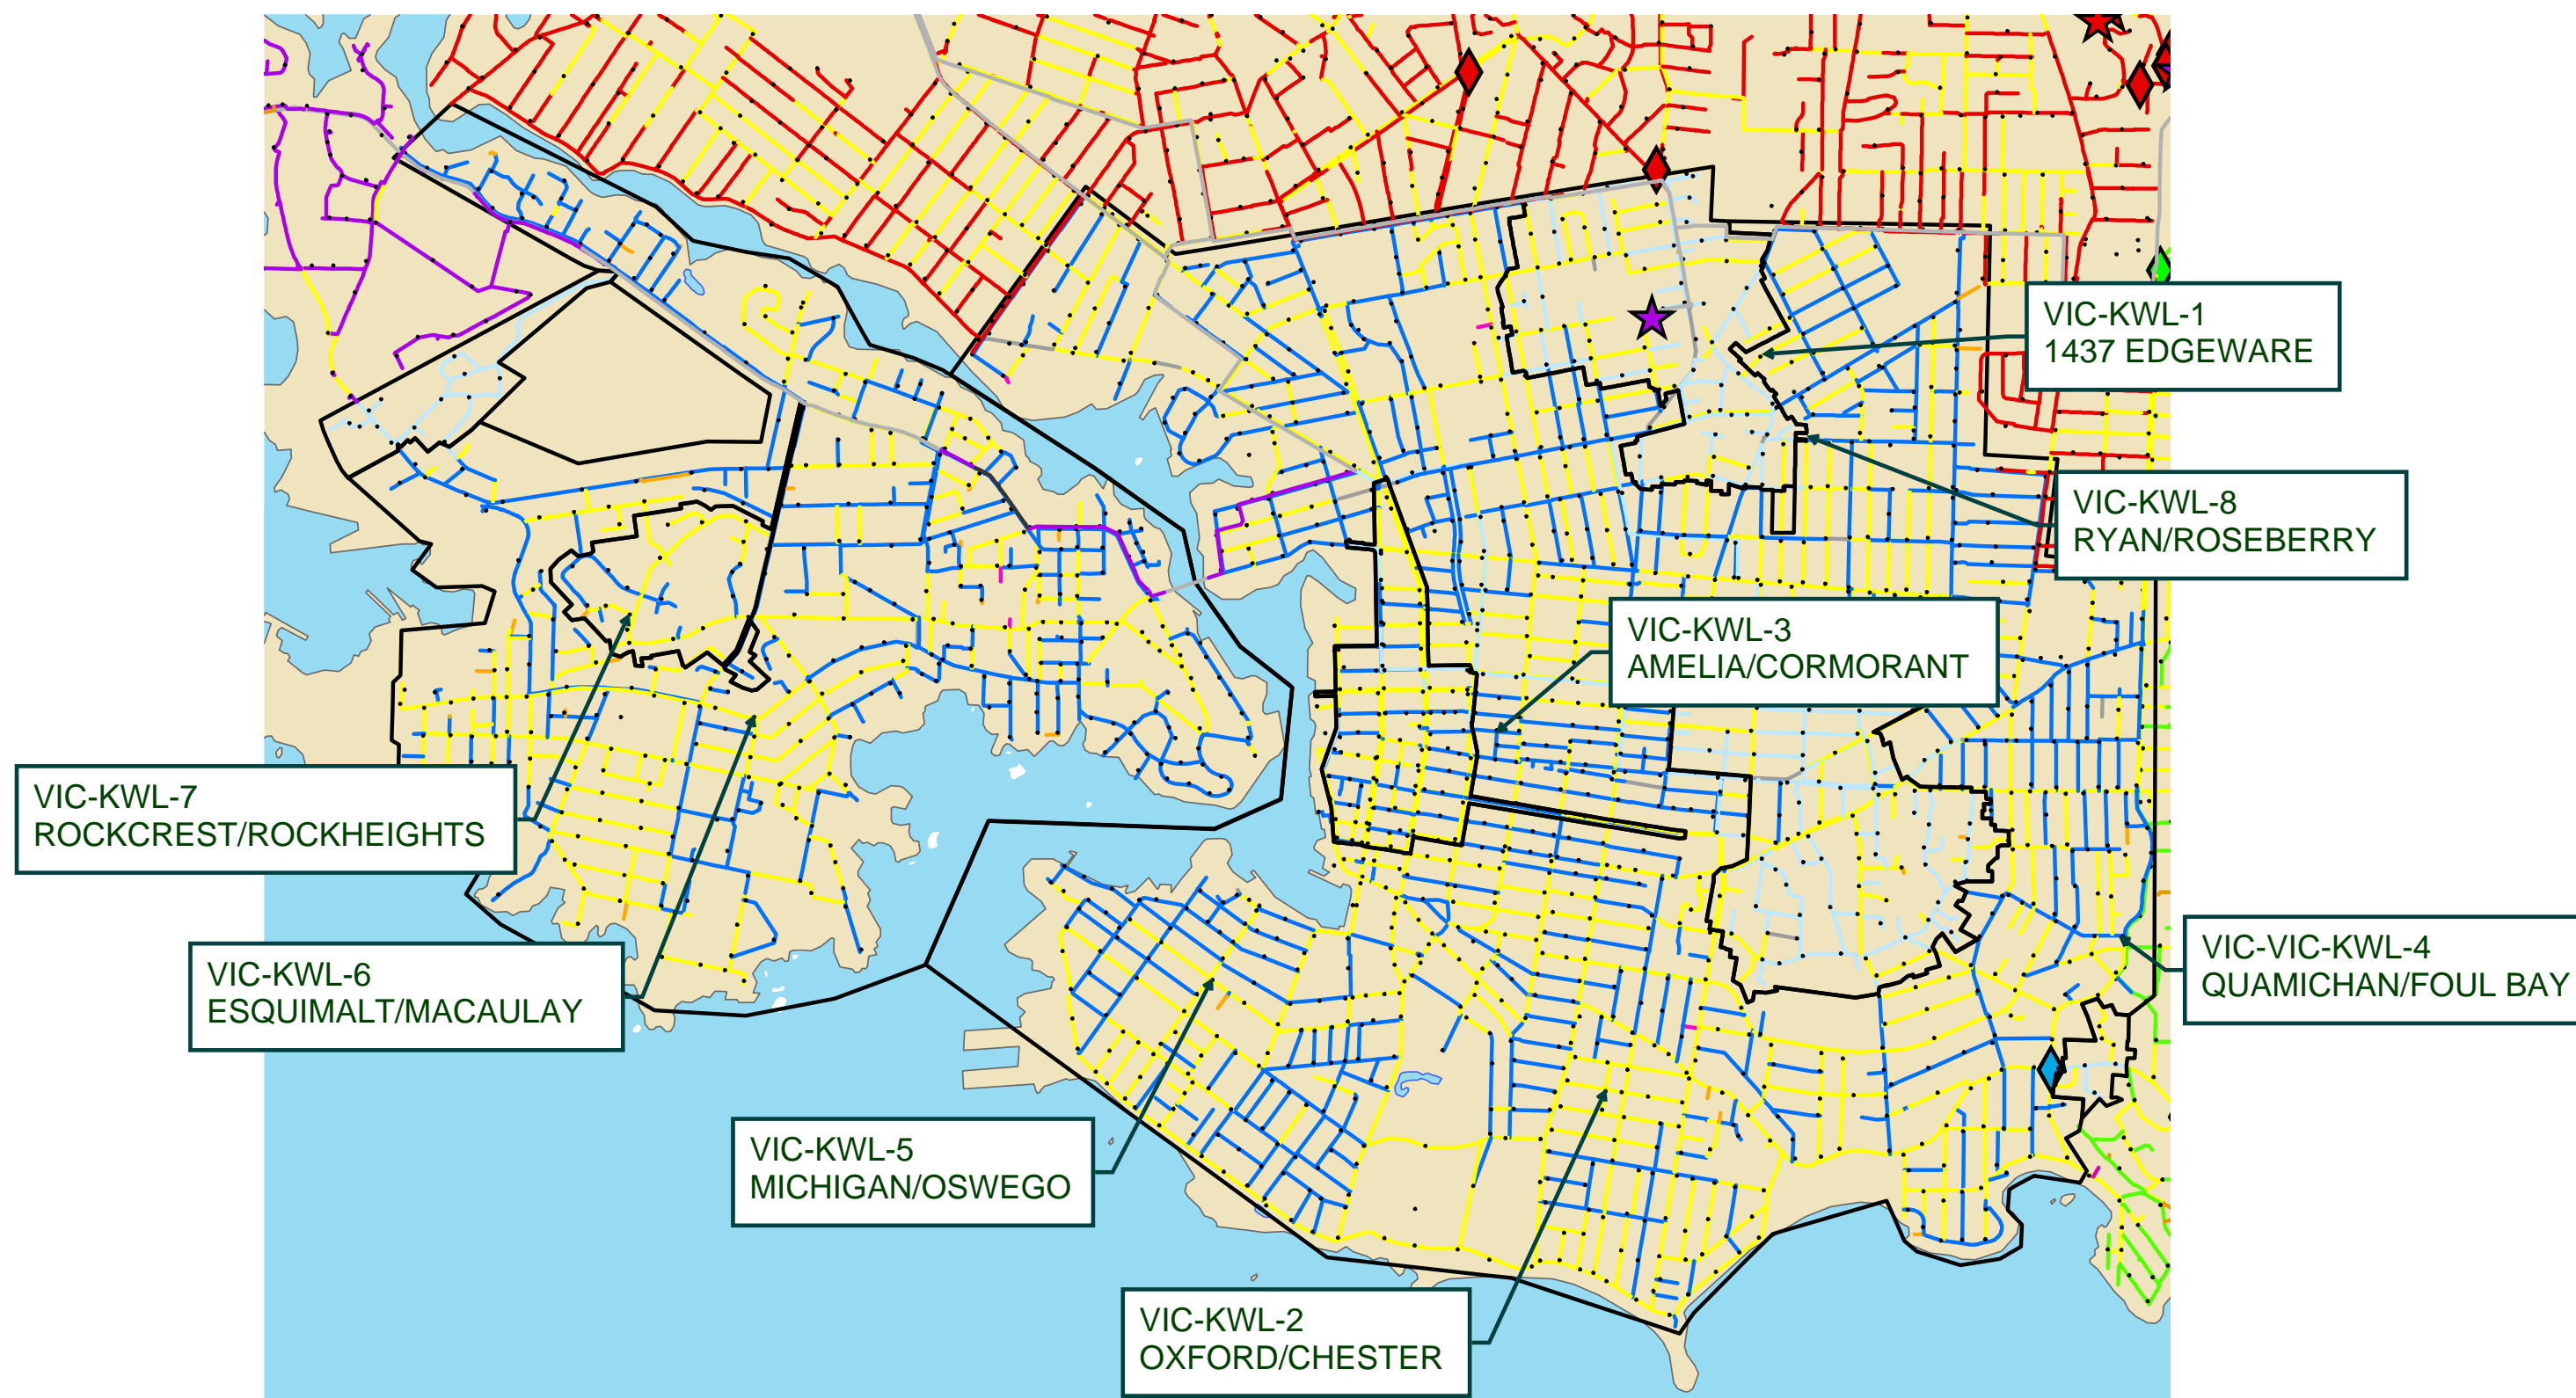 VIC-KWL-1
1437 EDGEWARE
VIC-KWL-8
RYAN/ROSEBERRY
VIC-KWL-3
AMELIA/CORMORANT
VIC-KWL-7
ROCKCREST/ROCKHEIGHTS
VIC-VIC-KWL-4
QUAMICHAN/FOUL BAY
VIC-KWL-6
ESQUIMALT/MACAULAY
VIC-KWL-5
MICHIGAN/OSWEGO
VIC-KWL-2
OXFORD/CHESTER